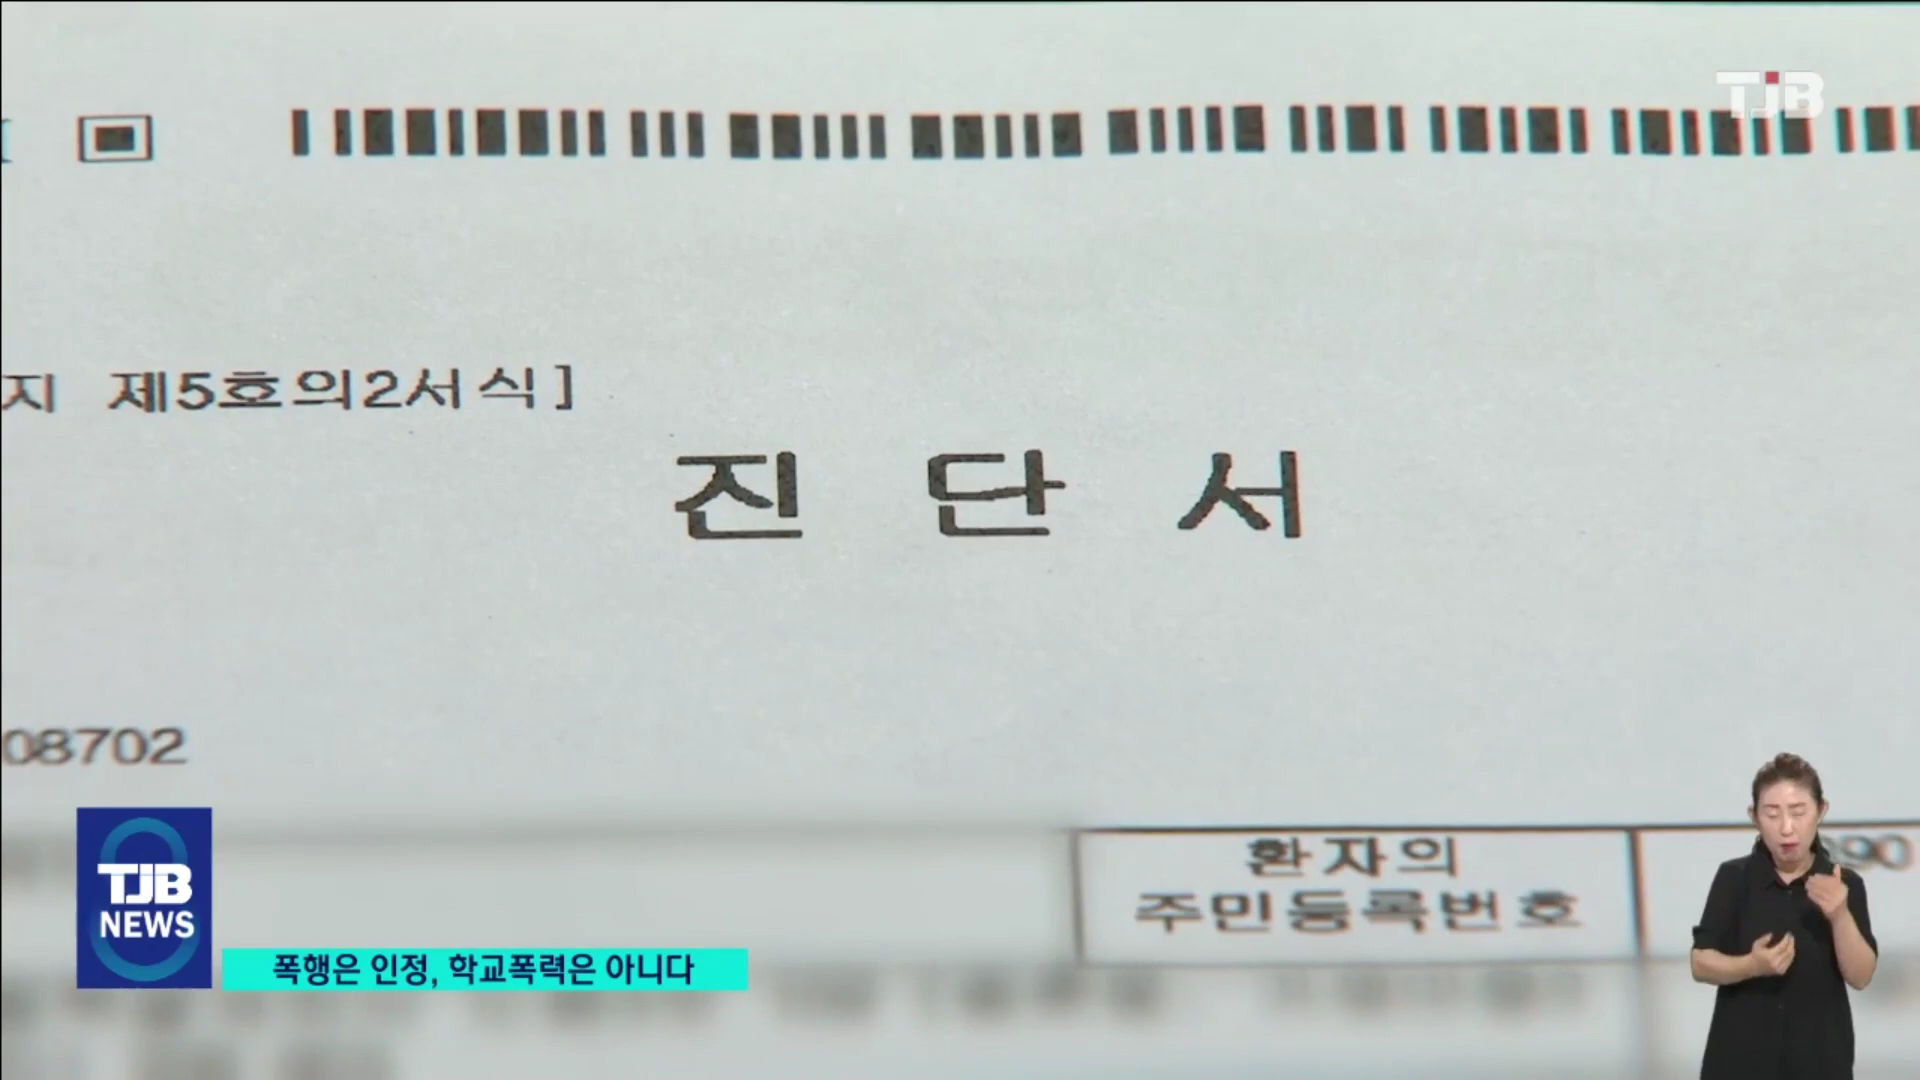 TJB
지 제5호의2서식]
진 단 서
08702
환자의
주민등록번호
90
TJB
NEWS
폭행은 인정, 학교폭력은 아니다